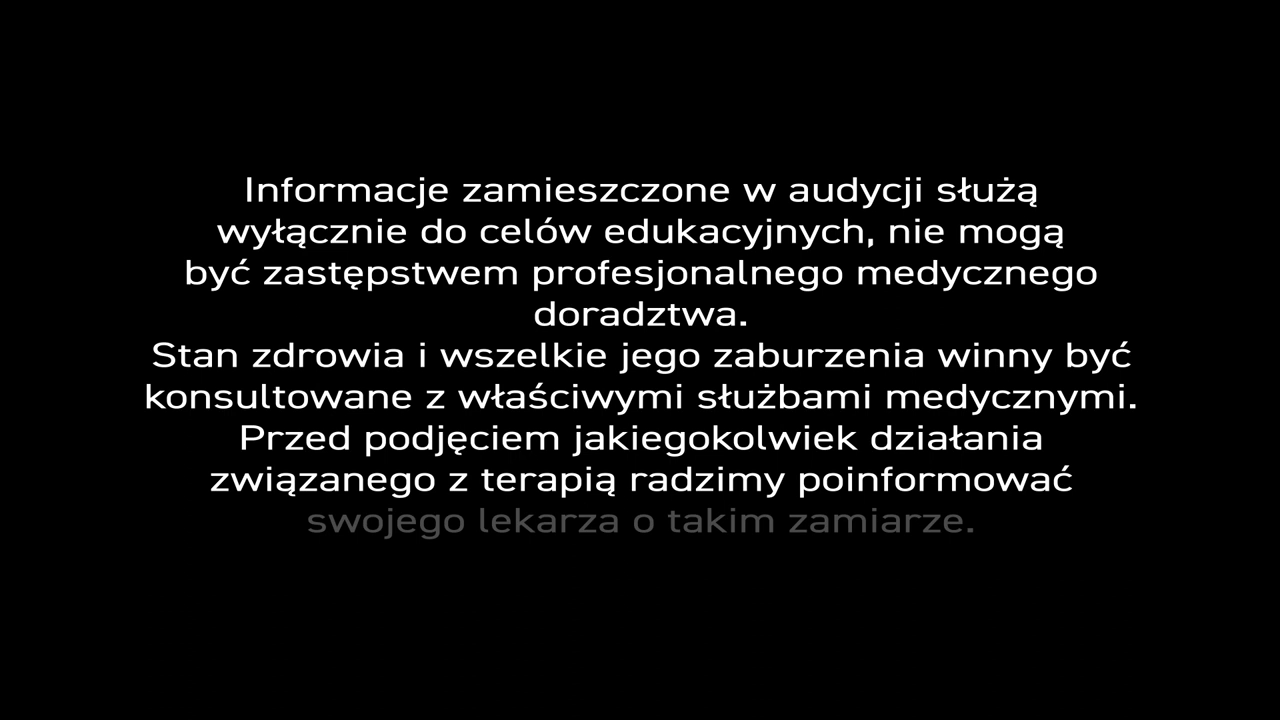 Informacje zamieszczone w audycji służą
wyłącznie do celów edukacyjnych, nie mogą
być zastępstwem profesjonalnego medycznego
doradztwa.
Stan zdrowia i wszelkie jego zaburzenia winny być
konsultowane z właściwymi służbami medycznymi.
Przed podjęciem jakiegokolwiek działania
związanego z terapią radzimy poinformować
swojego lekarza o takim zamiarze.